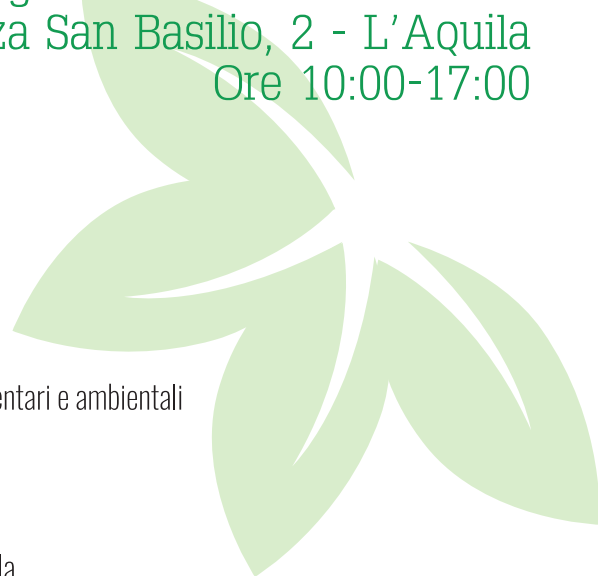 za San Basilio, 2 - L'Aquila
Ore 10:00-17:00
entari e ambientali